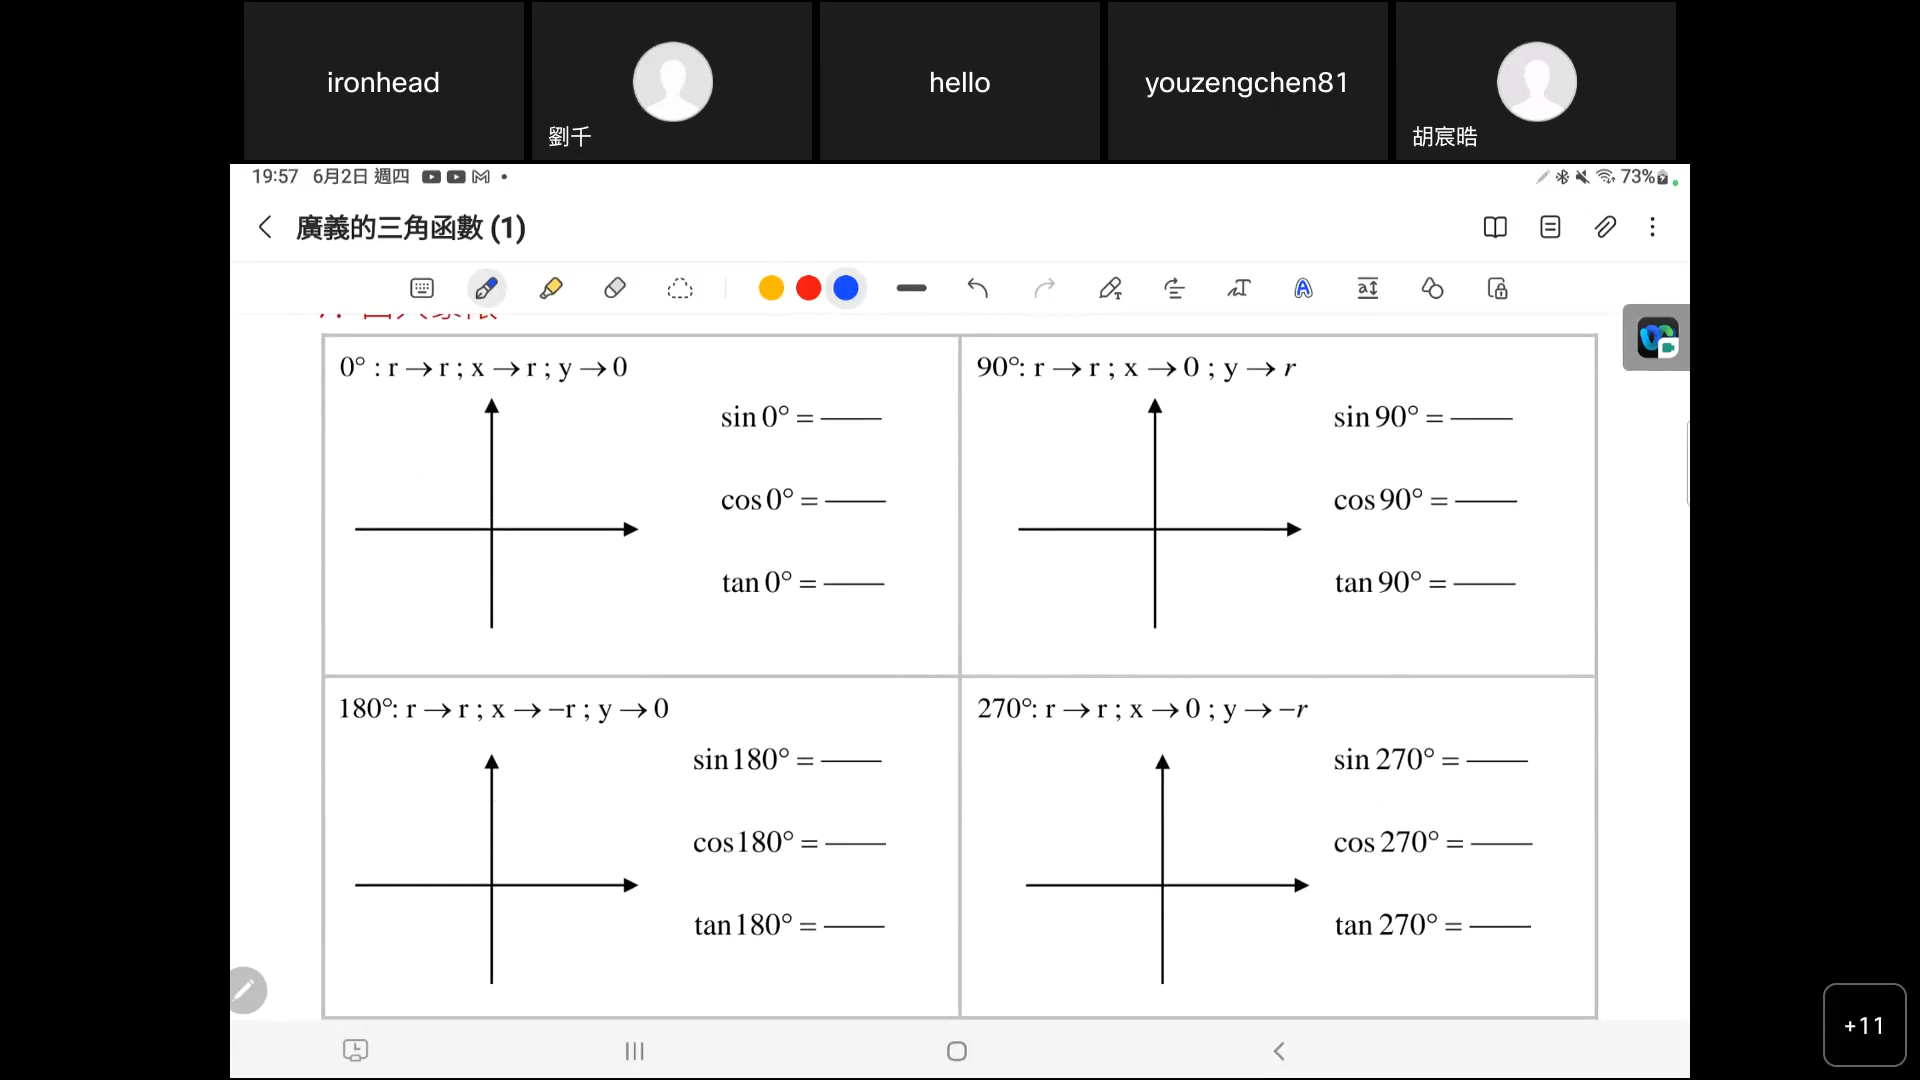 ironhead
劉千
hello
youzengchen81
胡宸晧
19:57 6月2日 週四
73%
廣義的三角函數 (1)
0° : r → r ; x → r ; y → 0
sin 0° =
cos 0° =
tan 0° =
90°: r → r ; x → 0 ; y → r
sin 90° =
cos 90° =
tan 90° =
180°: r → r ; x → −r ; y → 0
sin 180° =
cos 180° =
tan 180° =
270°: r → r ; x → 0 ; y → −r
sin 270° =
cos 270° =
tan 270° =
+11